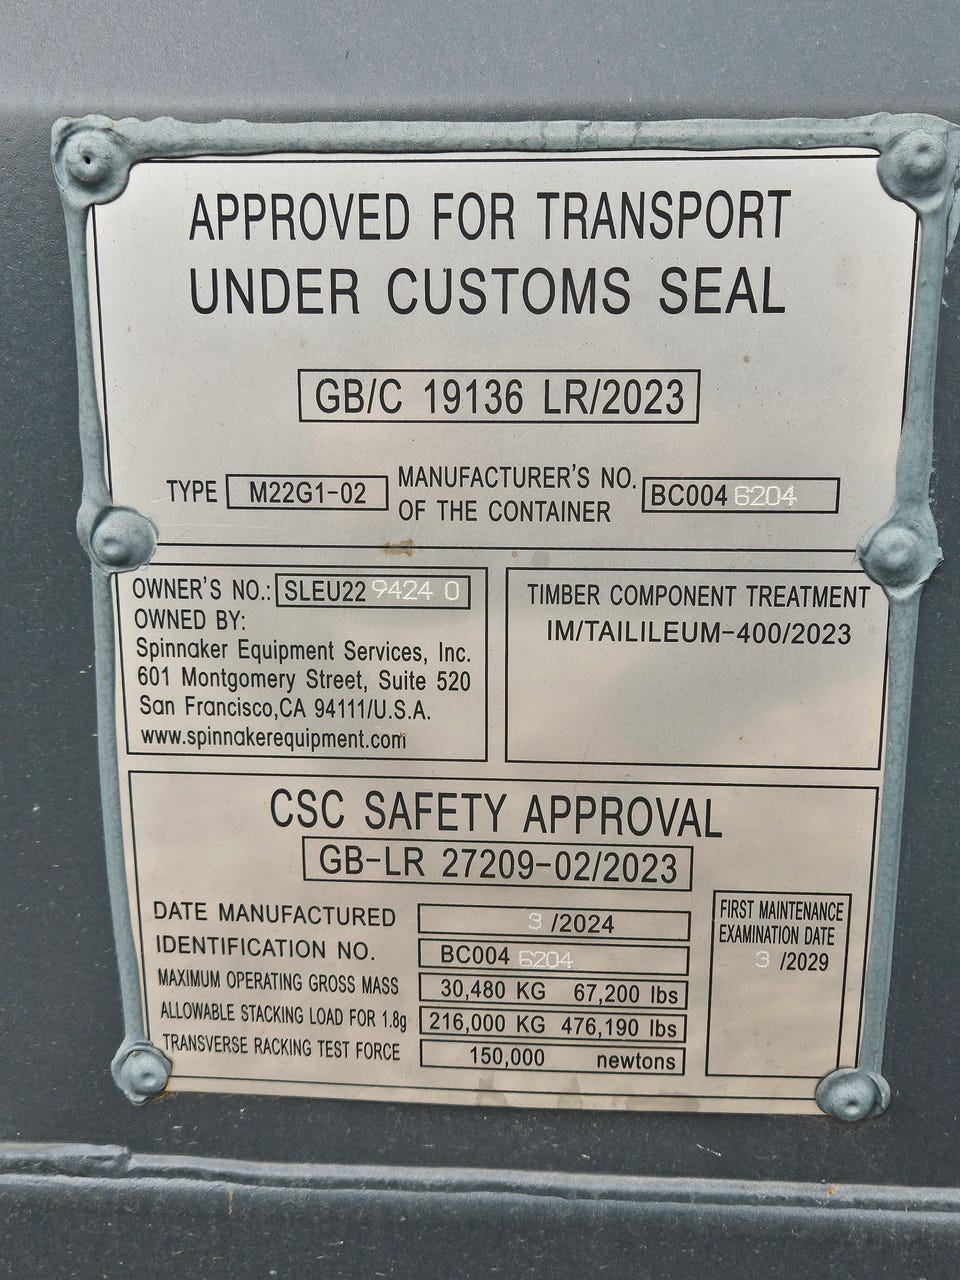 APPROVED FOR TRANSPORT
UNDER CUSTOMS SEAL
GB/C 19136 LR/2023
TYPE M22G1-02 MANUFACTURER'S NO. OF THE CONTAINER BC004 6204
OWNER'S NO.: SLEU22 9424 0
OWNED BY:
Spinnaker Equipment Services, Inc.
601 Montgomery Street, Suite 520
San Francisco,CA 94111/U.S.A.
www.spinnakerequipment.com
TIMBER COMPONENT TREATMENT
IM/TAILILEUM-400/2023
CSC SAFETY APPROVAL
GB-LR 27209-02/2023
DATE MANUFACTURED 3 /2024
IDENTIFICATION NO. BC004 6204
MAXIMUM OPERATING GROSS MASS 30,480 KG 67,200 lbs
ALLOWABLE STACKING LOAD FOR 1.8g 216,000 KG 476,190 lbs
TRANSVERSE RACKING TEST FORCE 150,000 newtons
FIRST MAINTENANCE
EXAMINATION DATE
3 /2029